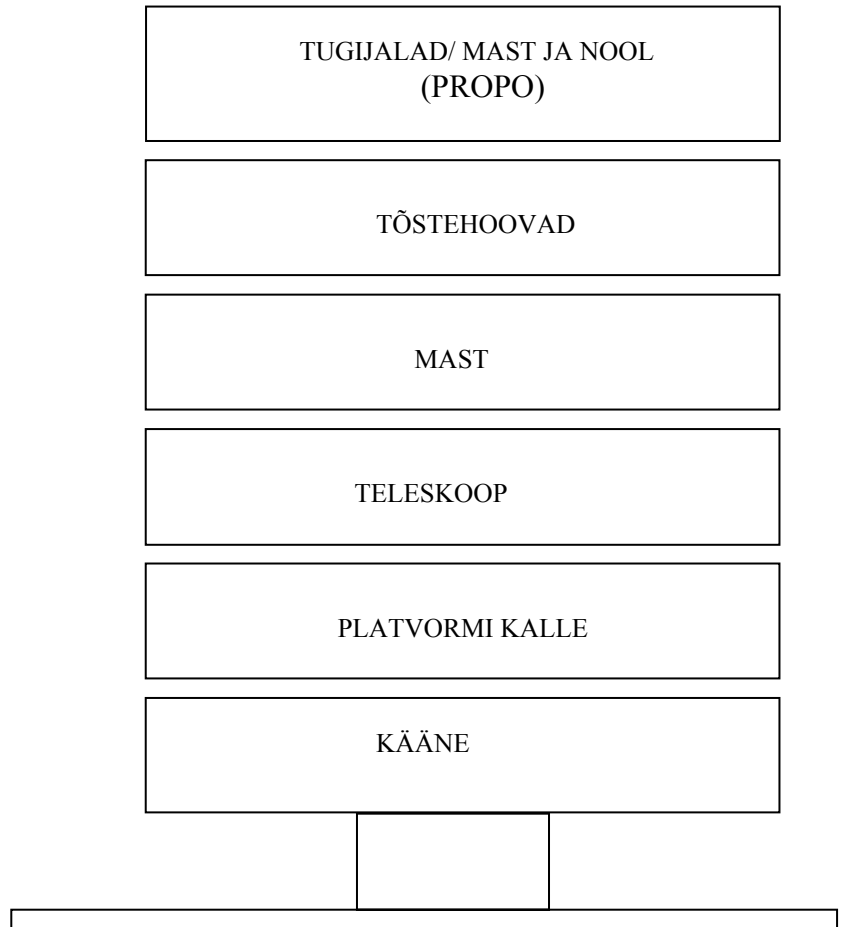 TUGIJALAD/ MAST JA NOOL
(PROPO)
TÕSTEHOOVAD
MAST
TELESKOOP
PLATVORMI KALLE
KÄÄNE